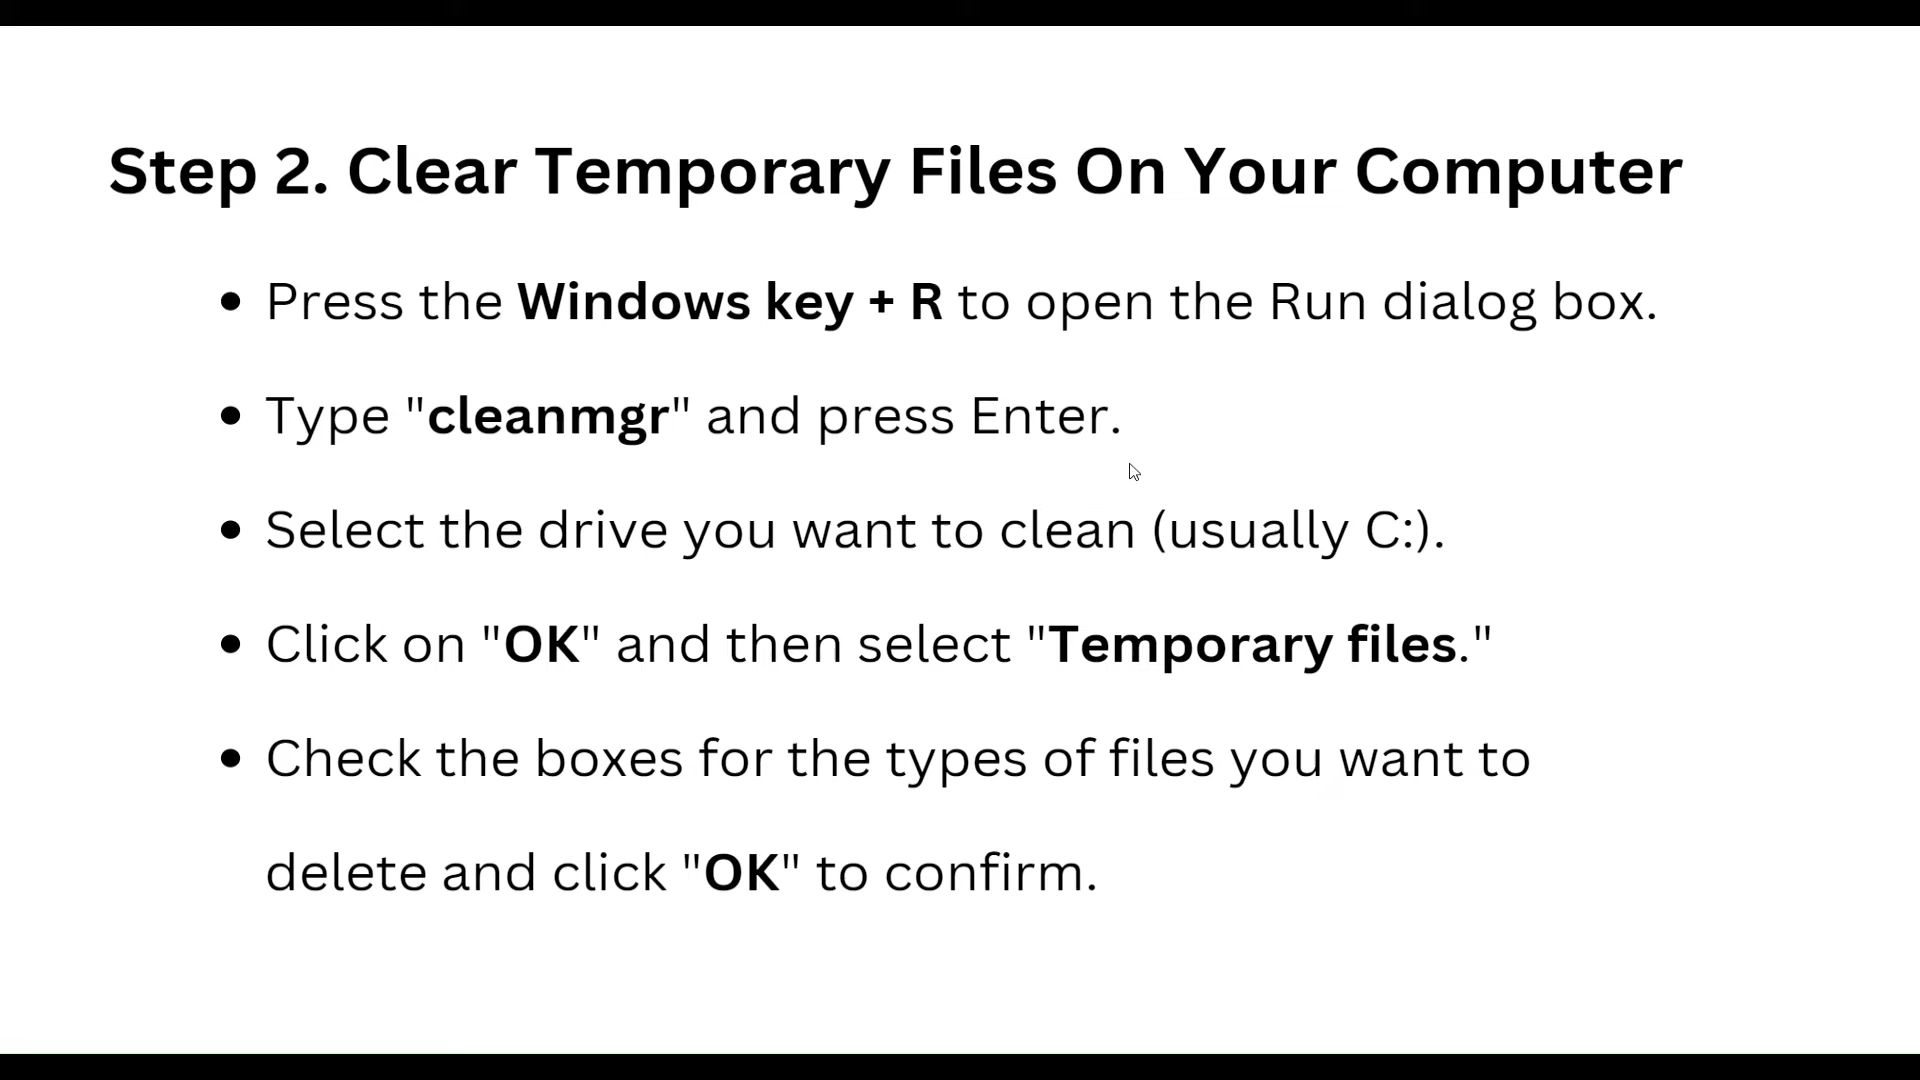 Step 2. Clear Temporary Files On Your Computer
• Press the Windows key + R to open the Run dialog box.
• Type "cleanmgr" and press Enter.
• Select the drive you want to clean (usually C:).
• Click on "OK" and then select "Temporary files."
• Check the boxes for the types of files you want to
delete and click "OK" to confirm.